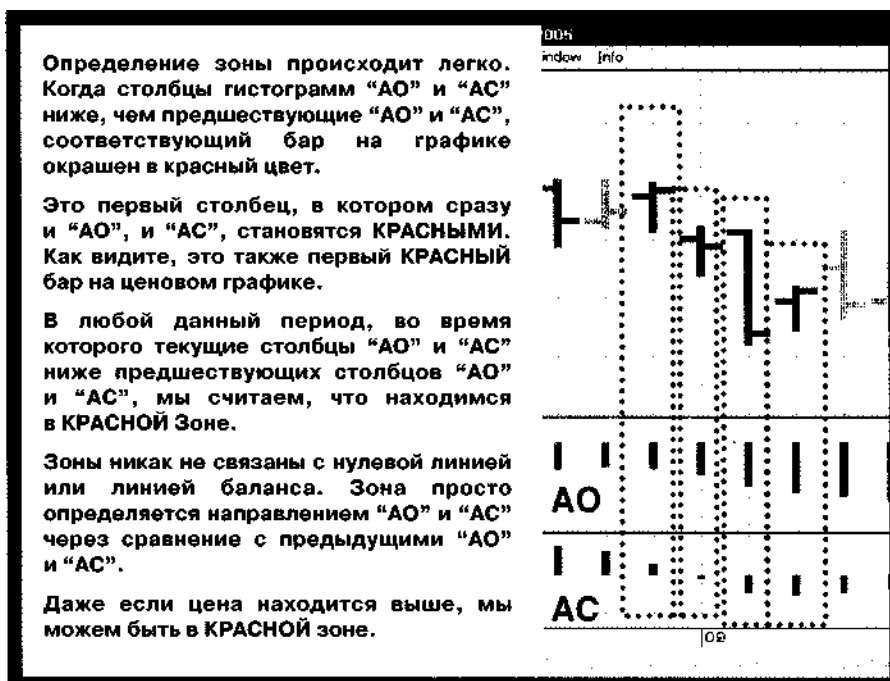 Определение зоны происходит легко.
Когда столбцы гистограмм “АО” и “АС”
ниже, чем предшествующие “АО” и “АС”,
соответствующий бар на графике
окрашен в красный цвет.
Это первый столбец, в котором сразу
и “АО”, и “АС”, становятся КРАСНЫМИ.
Как видите, это также первый КРАСНЫЙ
бар на ценовом графике.
В любой данный период, во время
которого текущие столбцы “АО” и “АС”
ниже предшествующих столбцов “АО”
и “АС”, мы считаем, что находимся
в КРАСНОЙ Зоне.
Зоны никак не связаны с нулевой линией
или линией баланса. Зона просто
определяется направлением “АО” и “АС”
через сравнение с предыдущими “АО”
и “АС”.
Даже если цена находится выше, мы
можем быть в КРАСНОЙ зоне.
005
indow Info
AO
AC
09